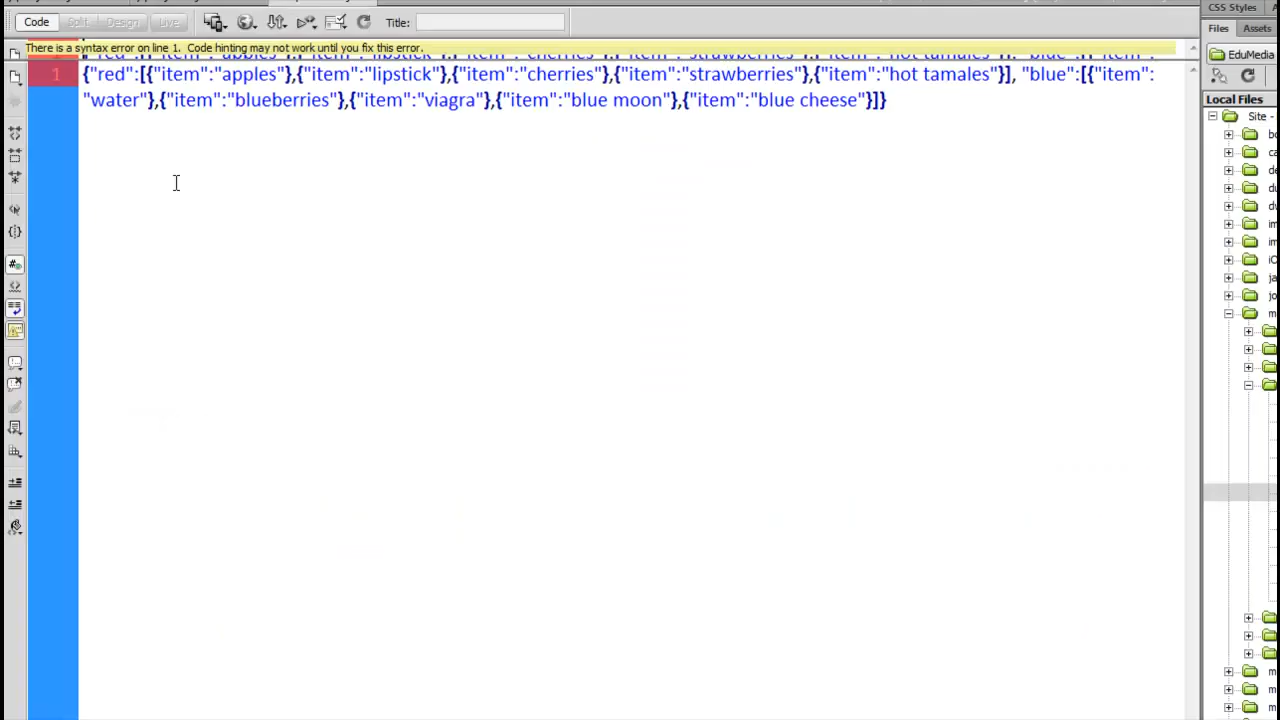 CSS Styles
Code Split Design Live Title:
Files Assets
There is a syntax error on line 1. Code hinting may not work until you fix this error.
EduMedia
1 {"red":[{"item":"apples"},{"item":"lipstick"},{"item":"cherries"},{"item":"strawberries"},{"item":"hot tamales"}], "blue":[{"item":
"water"},{"item":"blueberries"},{"item":"viagra"},{"item":"blue moon"},{"item":"blue cheese"}]}
Local Files
Site -